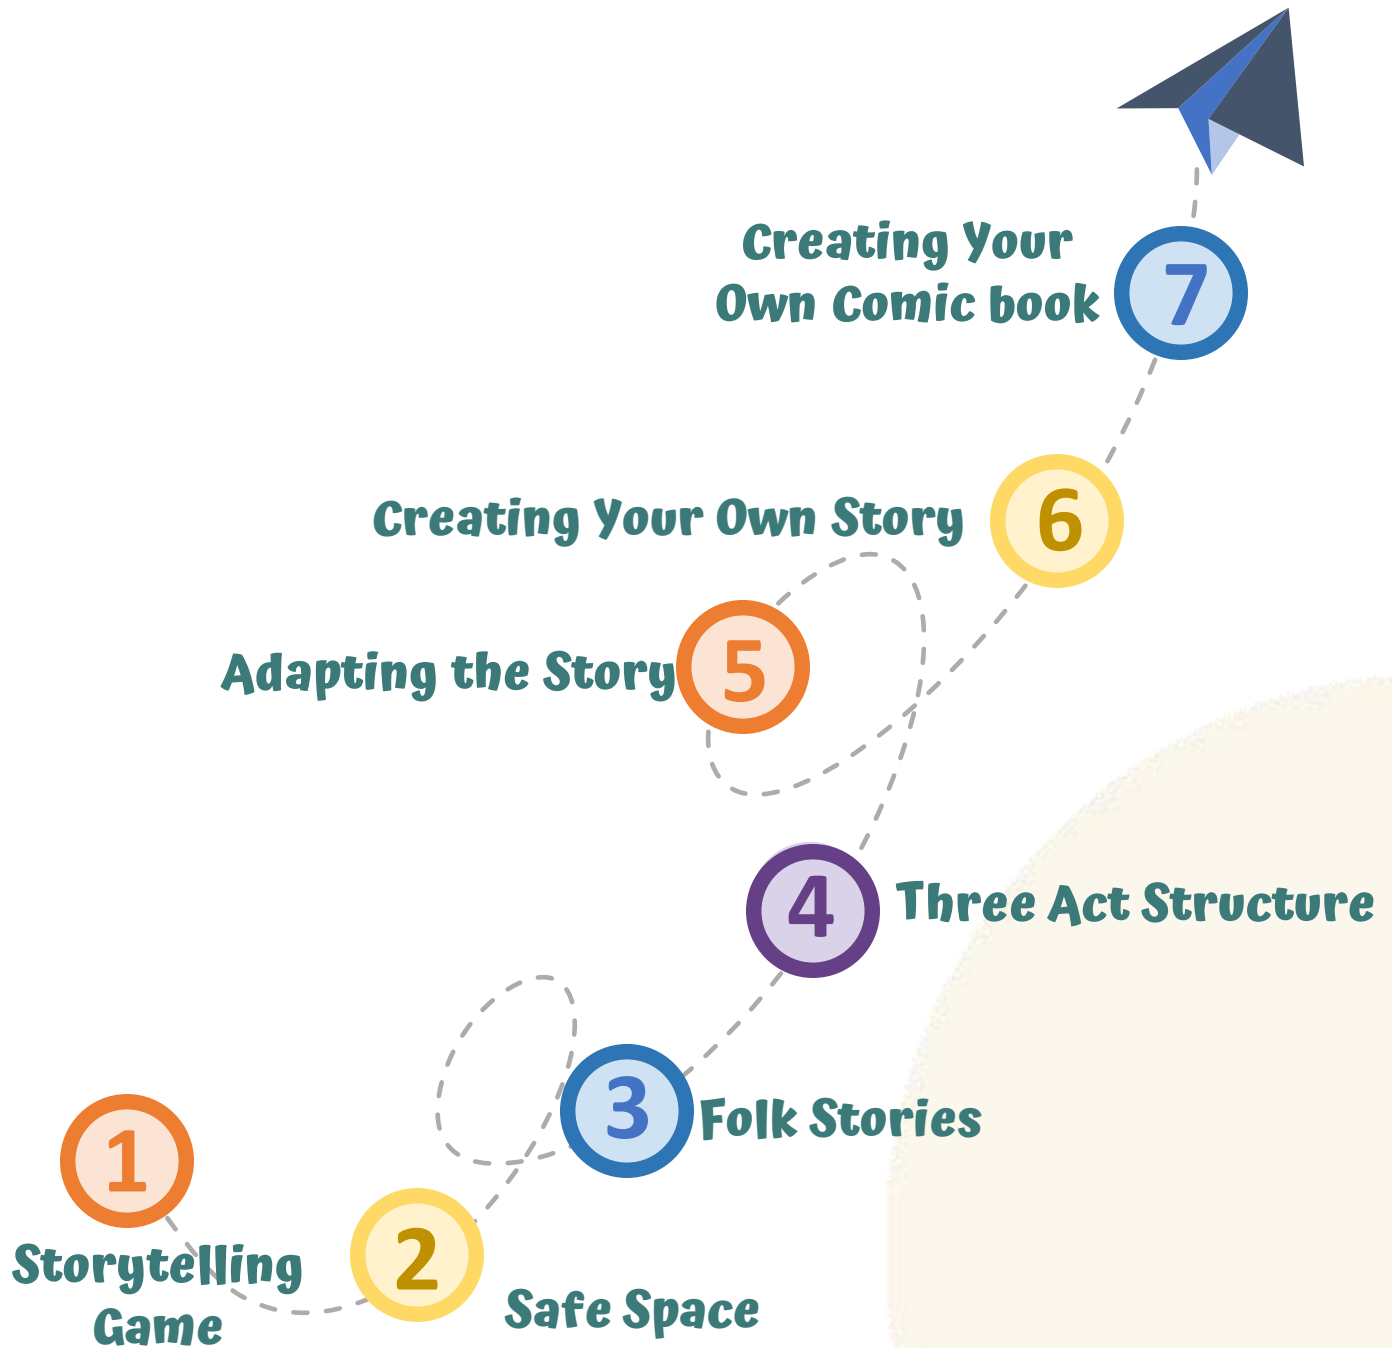 Creating Your
Own Comic book
7
6
Creating Your Own Story
5
Adapting the Story
4
Three Act Structure
3
Folk Stories
1
Storytelling
Game
2
Safe Space